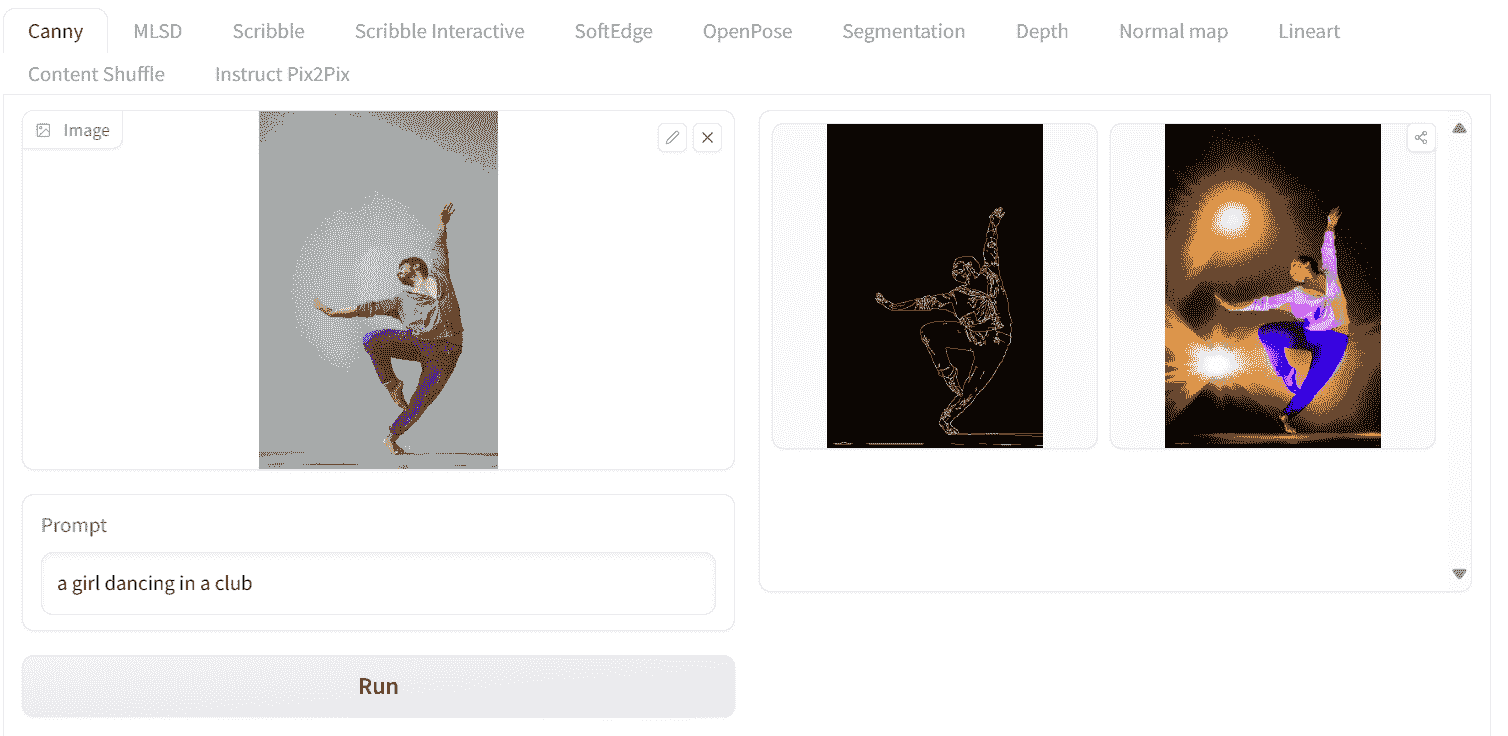 Canny MLSD Scribble Scribble Interactive SoftEdge OpenPose Segmentation Depth Normal map Lineart
Content Shuffle Instruct Pix2Pix
Image
Prompt
a girl dancing in a club
Run